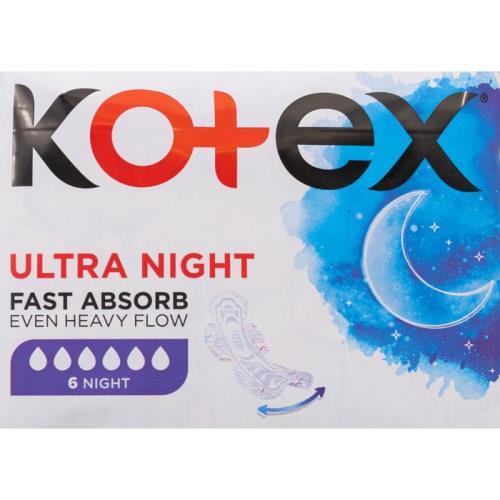 Kotex®
ULTRA NIGHT
FAST ABSORB
EVEN HEAVY FLOW
6 NIGHT